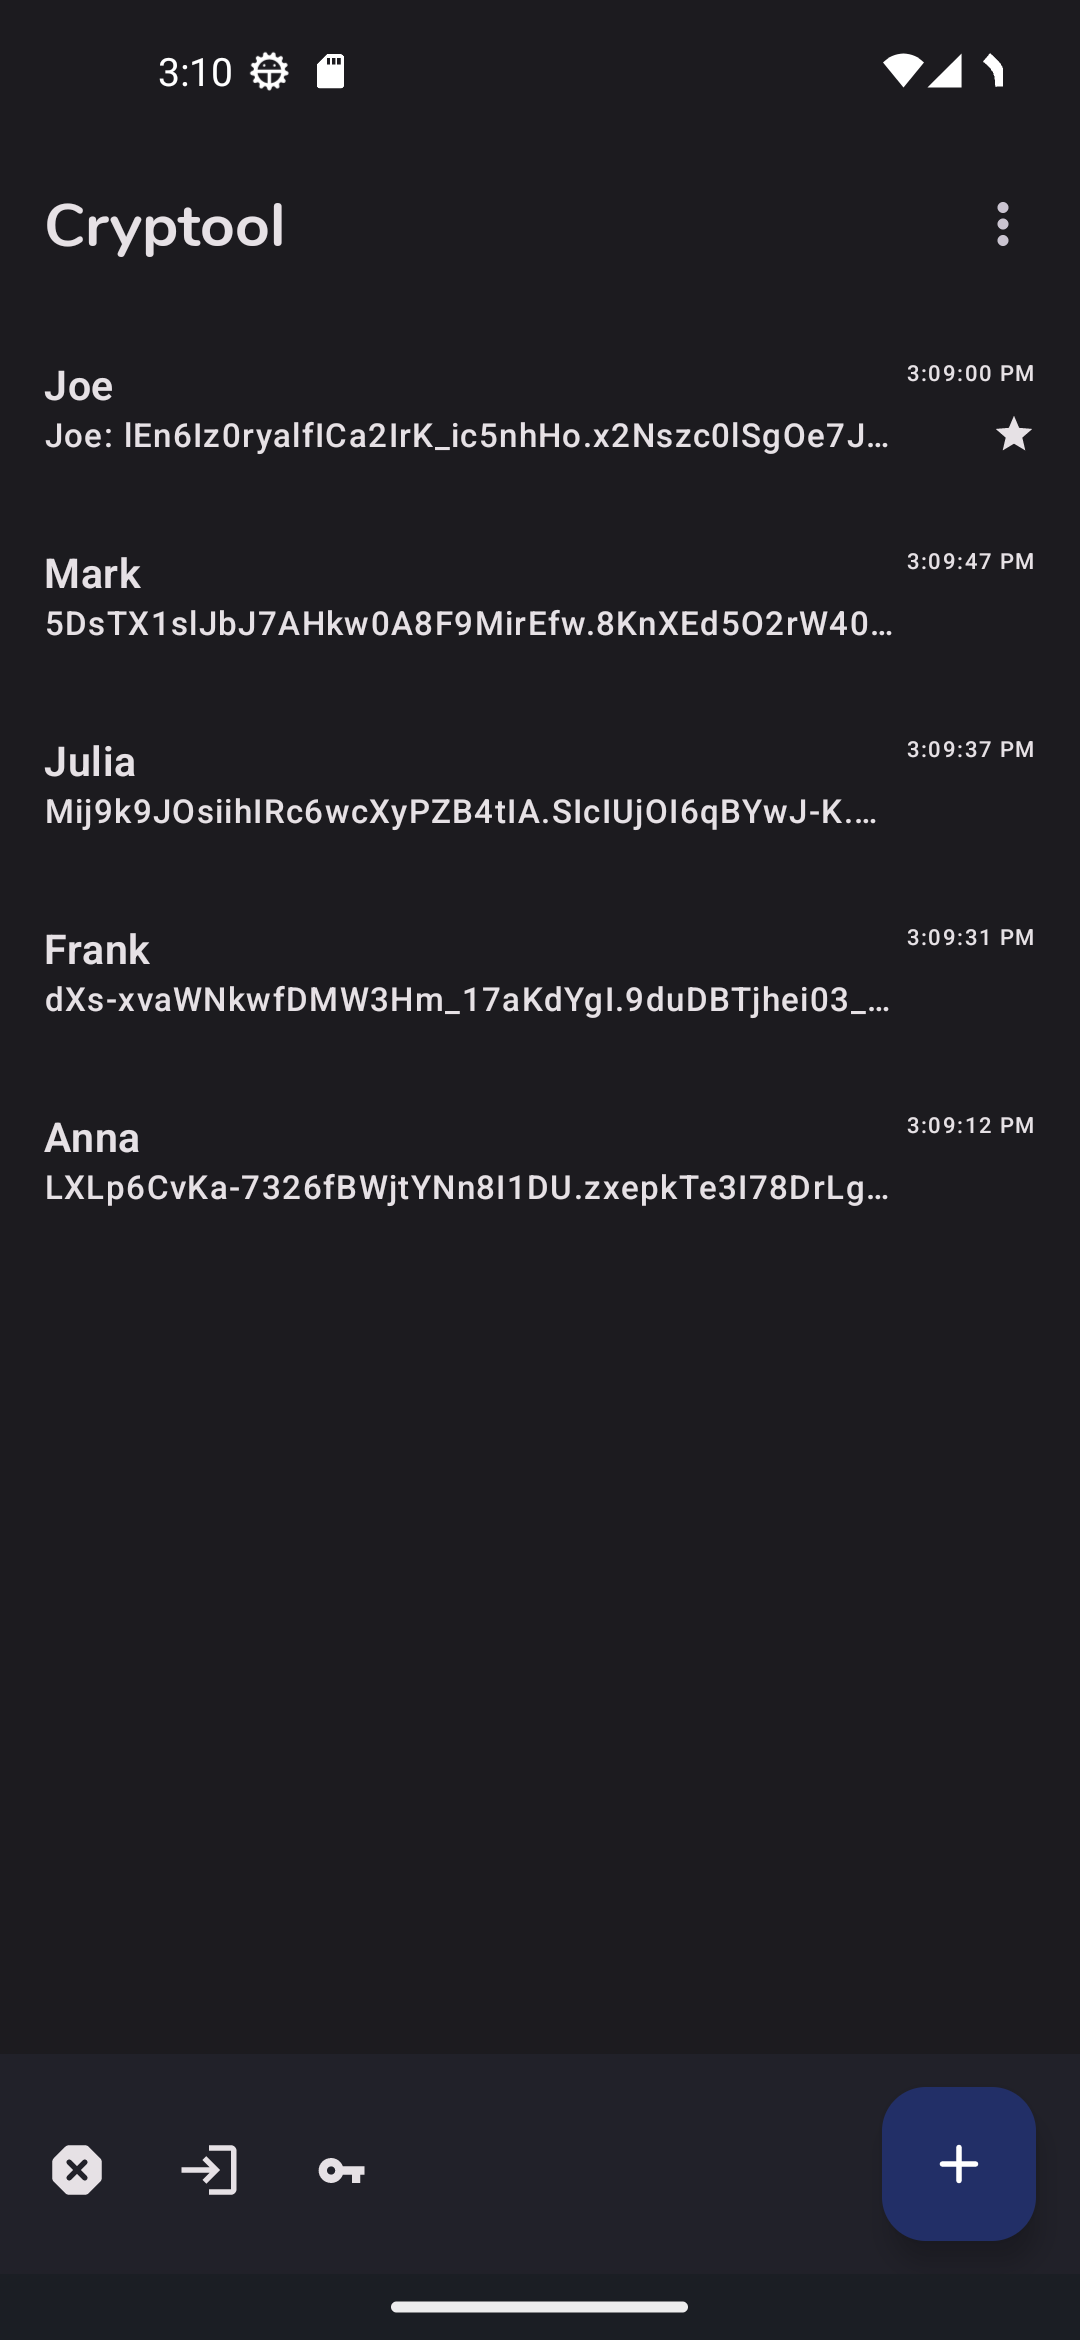 3:10
Cryptool
Joe
3:09:00 PM
Joe: lEn6Iz0ryalfICa2IrK_ic5nhHo.x2Nszc0lSgOe7J…
Mark
3:09:47 PM
5DsTX1slJbJ7AHkw0A8F9MirEfw.8KnXEd5O2rW40…
Julia
3:09:37 PM
Mij9k9JOsiihIRc6wcXyPZB4tIA.SIcIUjOI6qBYwJ-K.…
Frank
3:09:31 PM
dXs-xvaWNkwfDMW3Hm_17aKdYgI.9duDBTjhei03_…
Anna
3:09:12 PM
LXLp6CvKa-7326fBWjtYNn8I1DU.zxepkTe3I78DrLg…